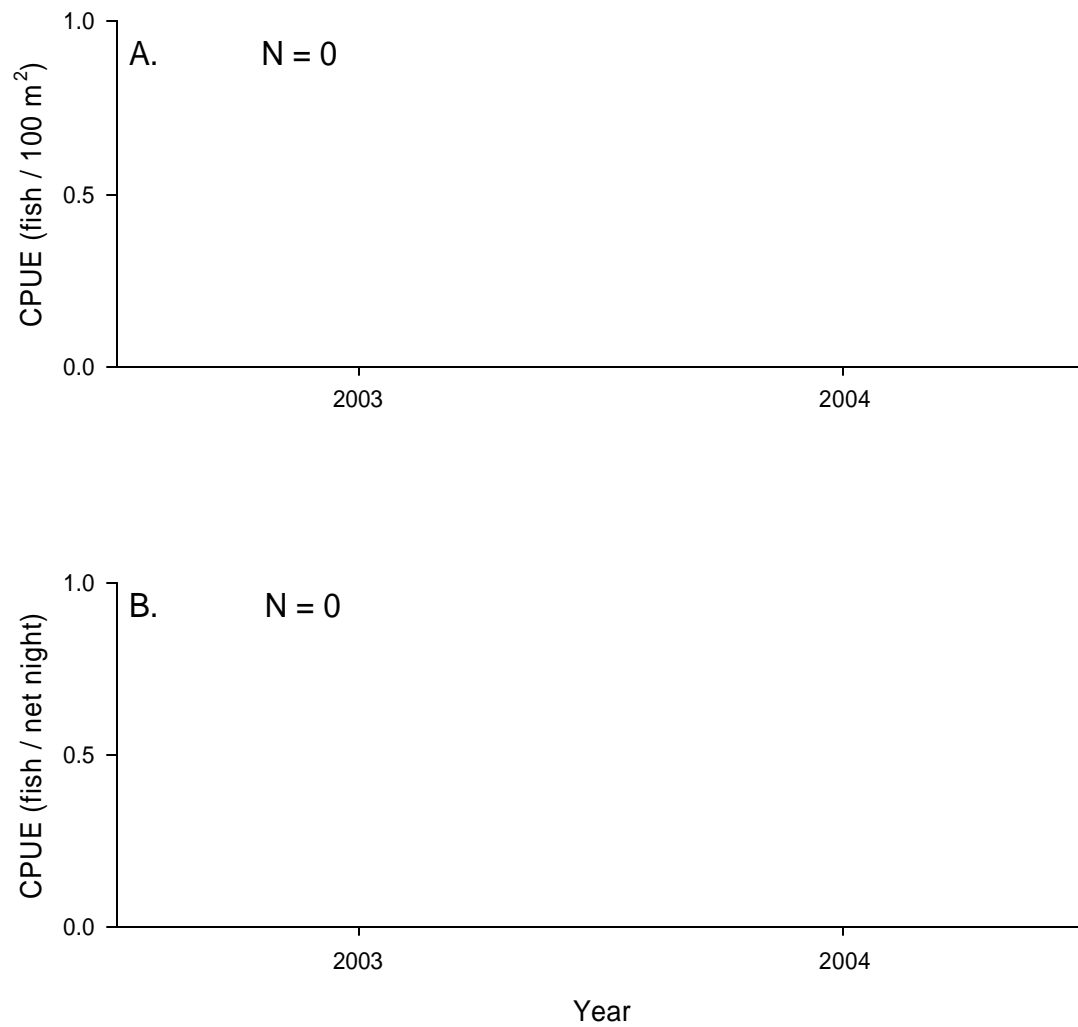 1.0
A. N = 0
CPUE (fish / 100 m²)
0.5
0.0
2003 2004
1.0
B. N = 0
CPUE (fish / net night)
0.5
0.0
2003 2004
Year